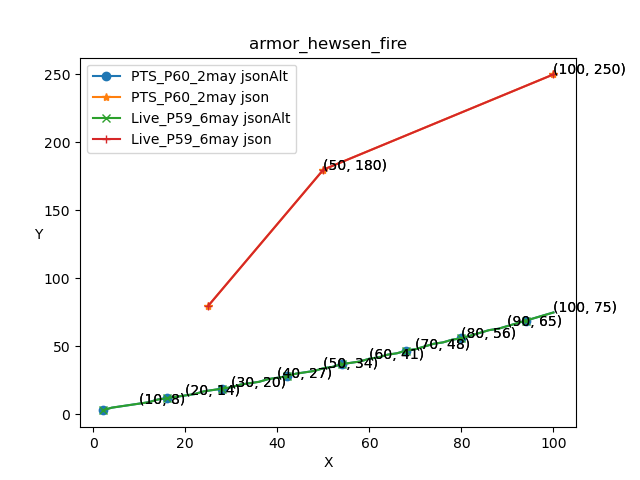 armor_hewsen_fire
PTS_P60_2may jsonAlt
PTS_P60_2may json
Live_P59_6may jsonAlt
Live_P59_6may json
(100, 250)
(50, 180)
(100, 75)
(90, 65)
(80, 56)
(70, 48)
(60, 41)
(50, 34)
(40, 27)
(30, 20)
(20, 14)
(10, 8)
250
200
150
100
50
0
Y
0 20 40 60 80 100
X